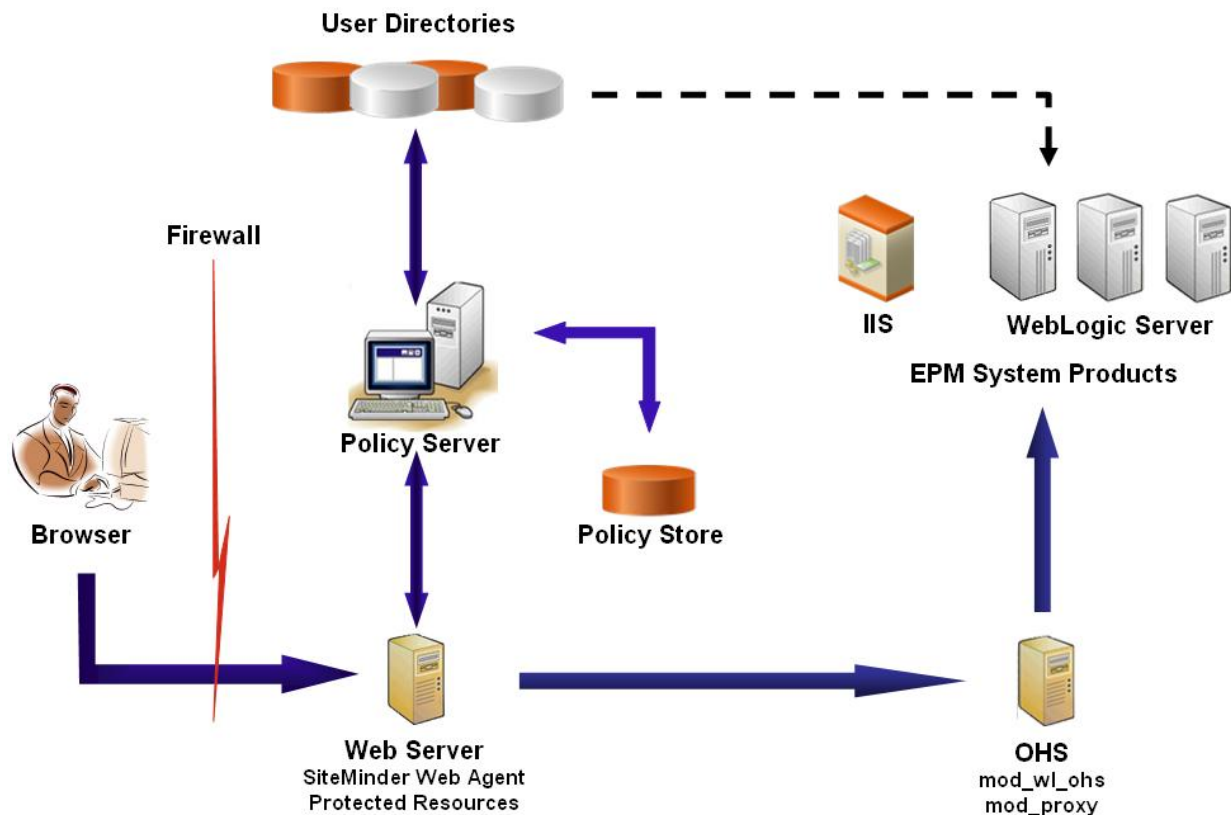 User Directories
Firewall
IIS
WebLogic Server
EPM System Products
Policy Server
Policy Store
Browser
Web Server
SiteMinder Web Agent
Protected Resources
OHS
mod_wl_ohs
mod_proxy